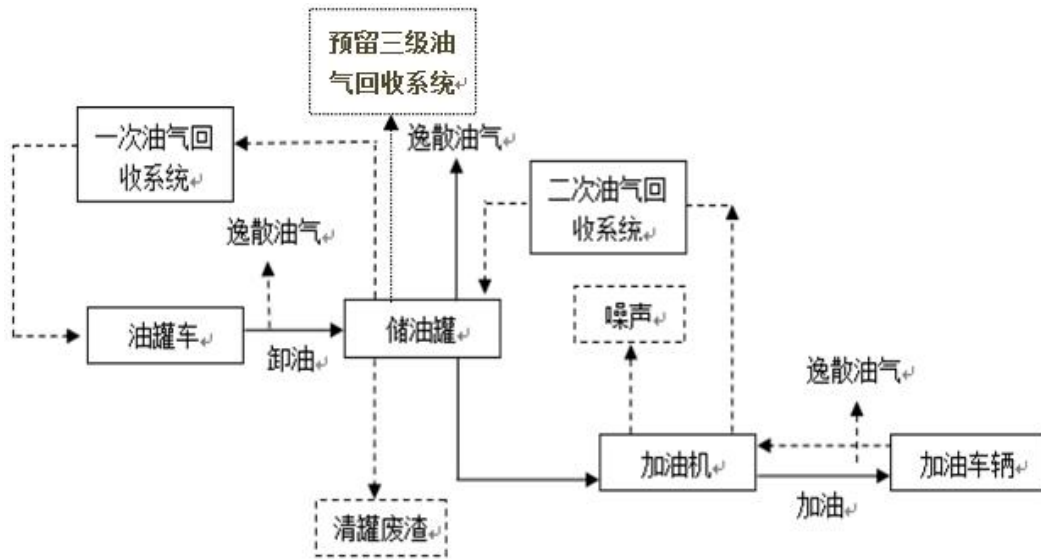 预留三级油
气回收系统
一次油气回
收系统
逸散油气
二次油气回
收系统
逸散油气
油罐车
卸油
储油罐
噪声
逸散油气
加油机
加油
加油车辆
清罐废渣